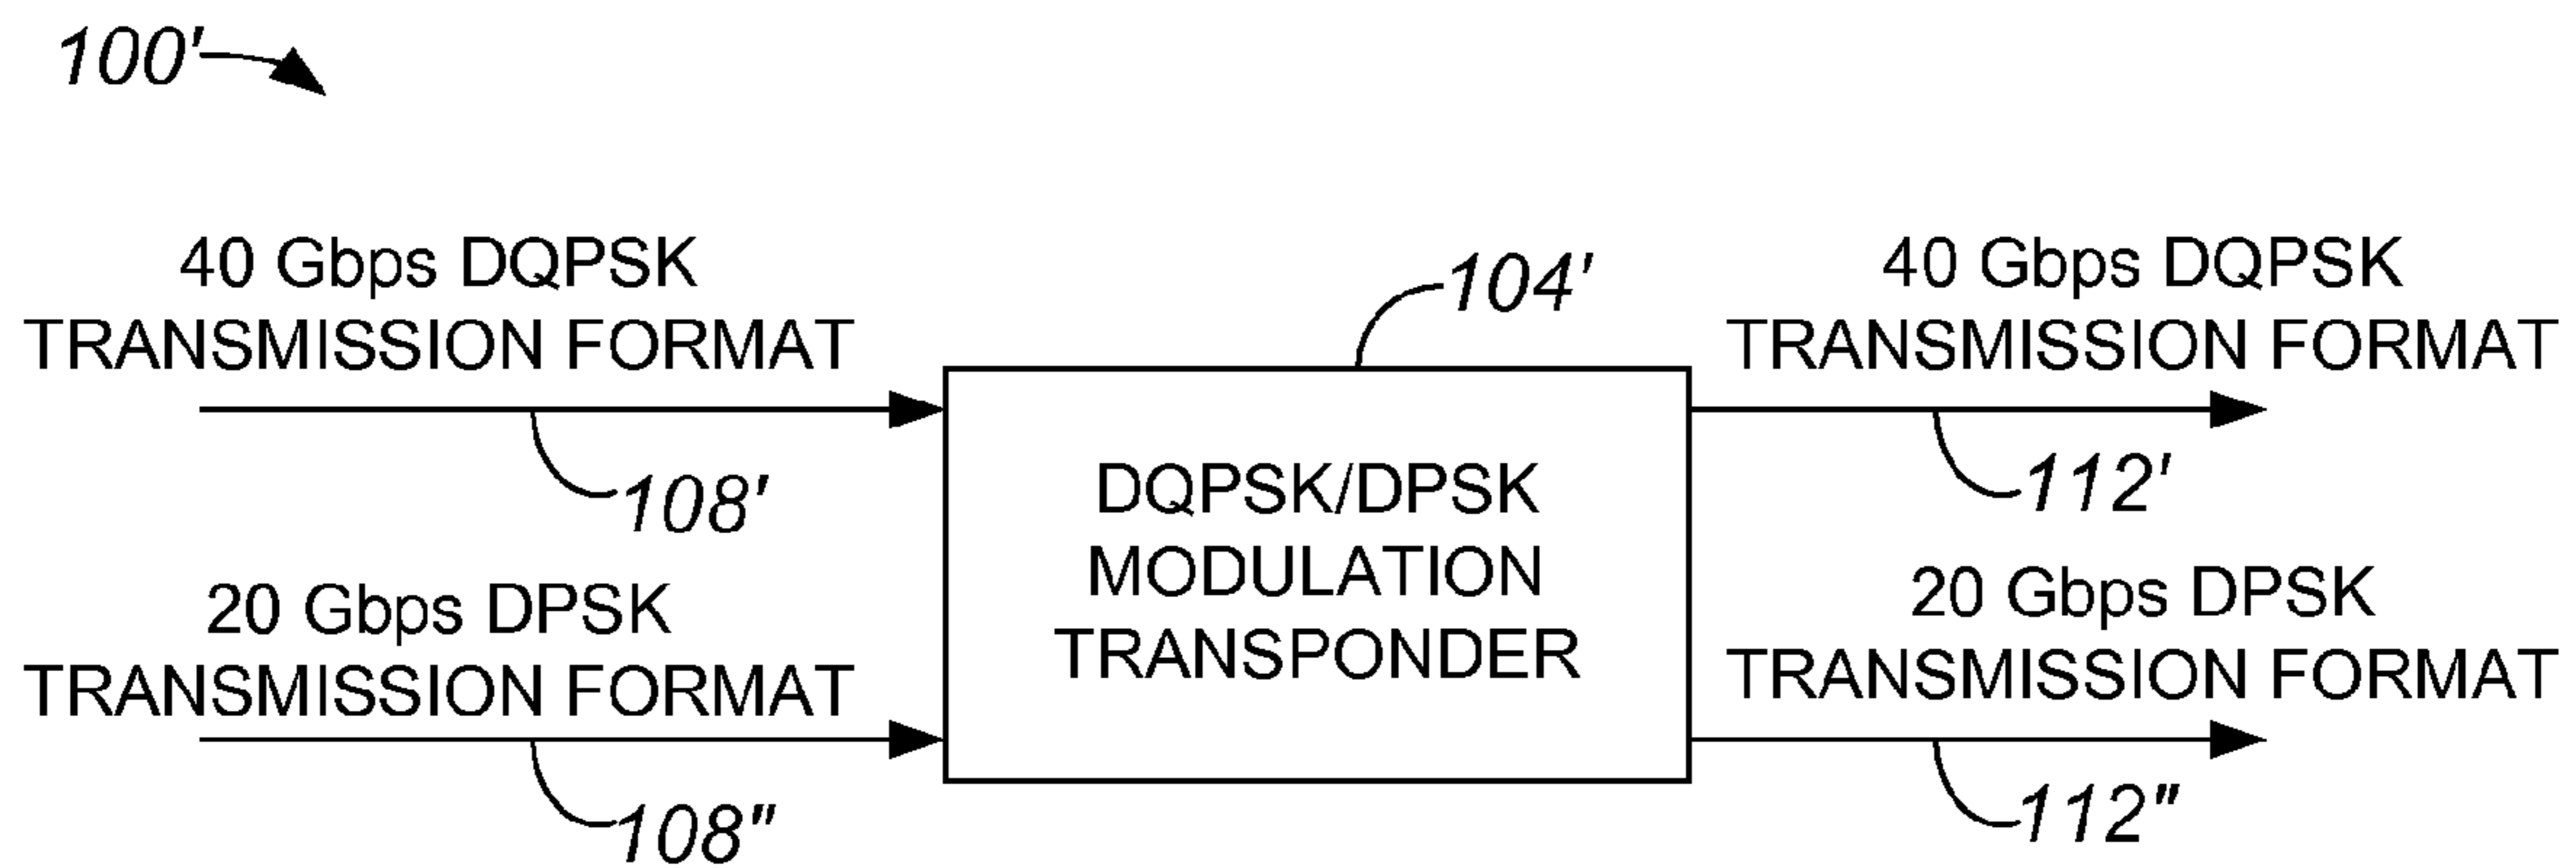 100'
40 Gbps DQPSK
TRANSMISSION FORMAT
108'
20 Gbps DPSK
TRANSMISSION FORMAT
108"
104'
DQPSK/DPSK
MODULATION
TRANSPONDER
40 Gbps DQPSK
TRANSMISSION FORMAT
112'
20 Gbps DPSK
TRANSMISSION FORMAT
112"